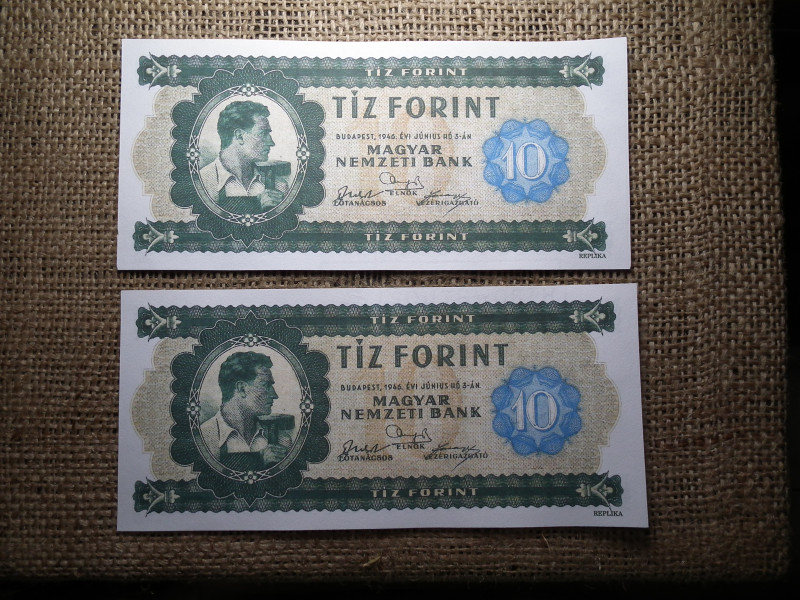 TÍZ FORINT
TÍZ FORINT
BUDAPEST, 1946. ÉVI JÚNIUS HÓ 3-ÁN
MAGYAR
NEMZETI BANK
10
ELNÖK
FŐTANÁCSOS VEZÉRIGAZGATÓ
TÍZ FORINT
REPLIKA
TÍZ FORINT
TÍZ FORINT
BUDAPEST, 1946. ÉVI JÚNIUS HÓ 3-ÁN
MAGYAR
NEMZETI BANK
10
ELNÖK
FŐTANÁCSOS VEZÉRIGAZGATÓ
TÍZ FORINT
REPLIKA